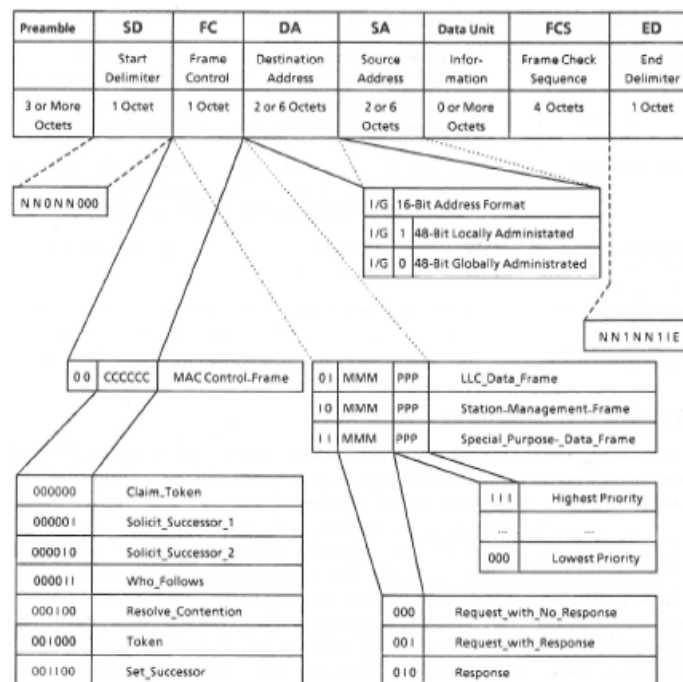 Preamble SD FC DA SA Data Unit FCS ED
Start Delimiter
Frame Control
Destination Address
Source Address
Infor-mation
Frame Check Sequence
End Delimiter
3 or More Octets
1 Octet
1 Octet
2 or 6 Octets
2 or 6 Octets
0 or More Octets
4 Octets
1 Octet
N N 0 N N 0 0 0
I/G 16-Bit Address Format
I/G 1 48-Bit Locally Administated
I/G 0 48-Bit Globally Administrated
N N 1 N N 1 I E
0 0 CCCCCC MAC Control-Frame
0 1 MMM PPP LLC_Data_Frame
1 0 MMM PPP Station-Management-Frame
1 1 MMM PPP Special_Purpose-_Data_Frame
000000 Claim_Token
000001 Solicit_Successor_1
000010 Solicit_Successor_2
000011 Who_Follows
000100 Resolve_Contention
001000 Token
001100 Set_Successor
111 Highest Priority
... ...
000 Lowest Priority
000 Request_with_No_Response
001 Request_with_Response
010 Response